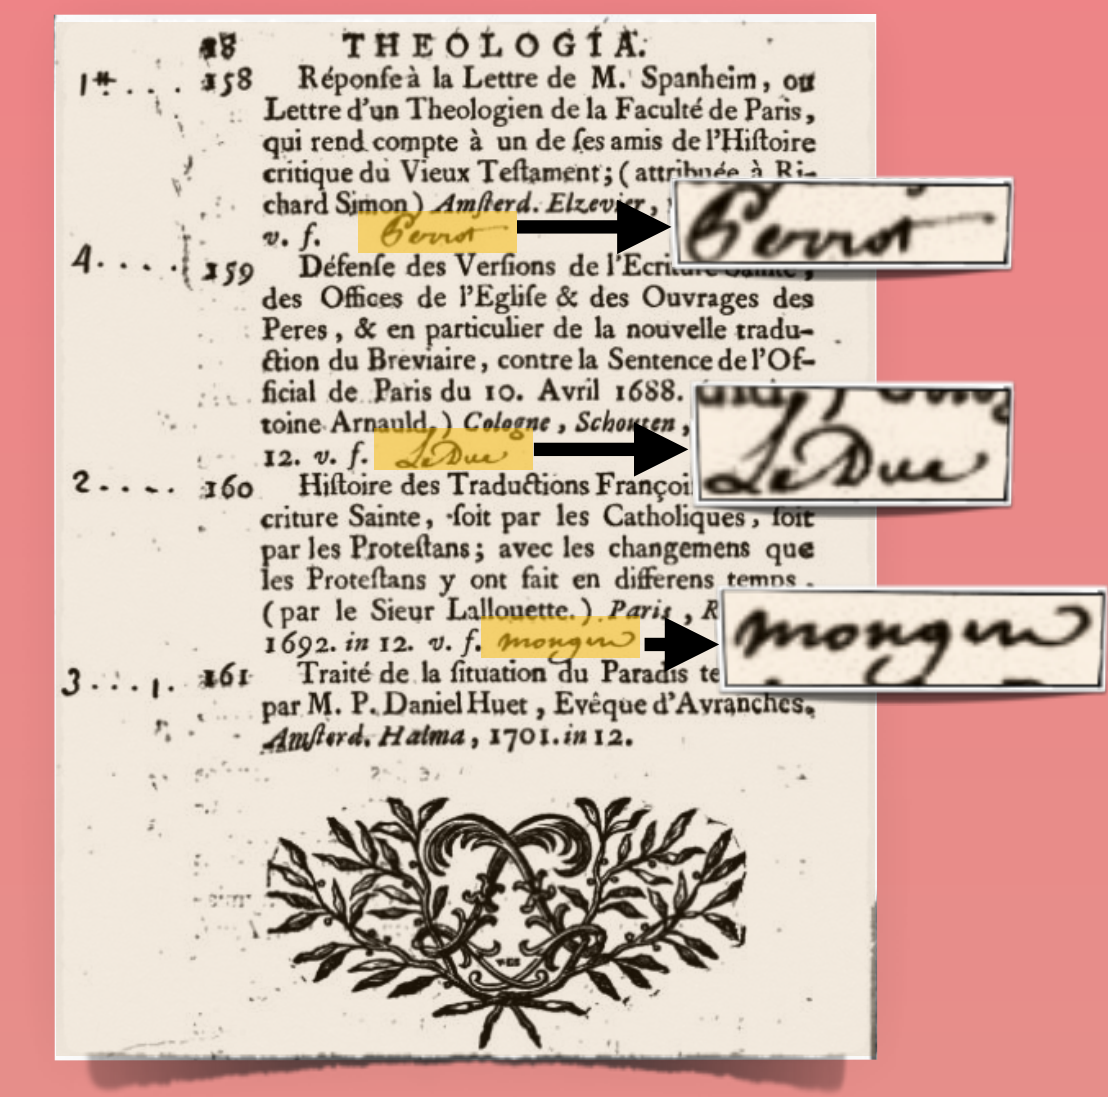 THEOLOGIA.
158 Réponſe à la Lettre de M. Spanheim, ou
Lettre d'un Theologien de la Faculté de Paris,
qui rend compte à un de ſes amis de l'Hiſtoire
critique du Vieux Teſtament; (attribuée à Ri-
chard Simon) Amſterd. Elzevier,
v. f. Perrot Perrot
4.... 159 Défenſe des Verſions de l'Ecriture Sainte,
des Offices de l'Egliſe & des Ouvrages des
Peres, & en particulier de la nouvelle tradu-
ction du Breviaire, contre la Sentence de l'Of-
ficial de Paris du 10. Avril 1688.
toine Arnauld.) Cologne, Schouten,
12. v. f. Le Duc Le Duc
2.... 160 Hiſtoire des Traductions Françoi
criture Sainte, ſoit par les Catholiques, ſoit
par les Proteſtans; avec les changemens que
les Proteſtans y ont fait en differens temps.
(par le Sieur Lallouette.) Paris, R
1692. in 12. v. f. mongin mongin
3...1. 161 Traité de la ſituation du Paradis te
par M. P. Daniel Huet, Evêque d'Avranches.
Amſterd. Halma, 1701. in 12.